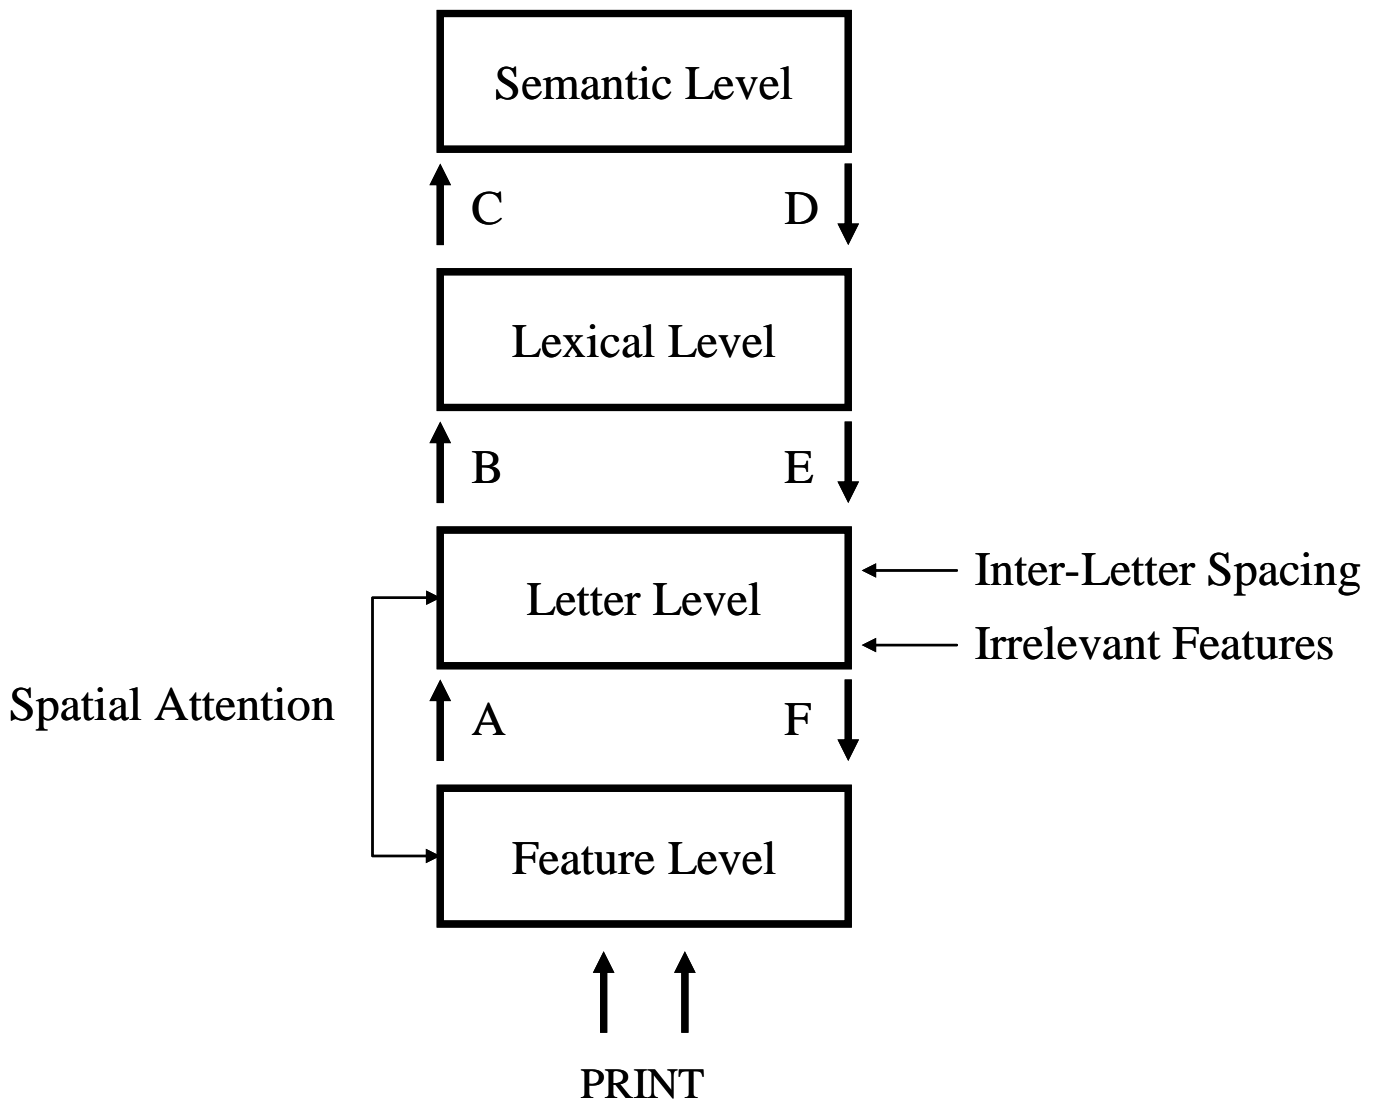 Semantic Level
C D
Lexical Level
B E
Inter-Letter Spacing
Letter Level
Irrelevant Features
Spatial Attention
A F
Feature Level
PRINT